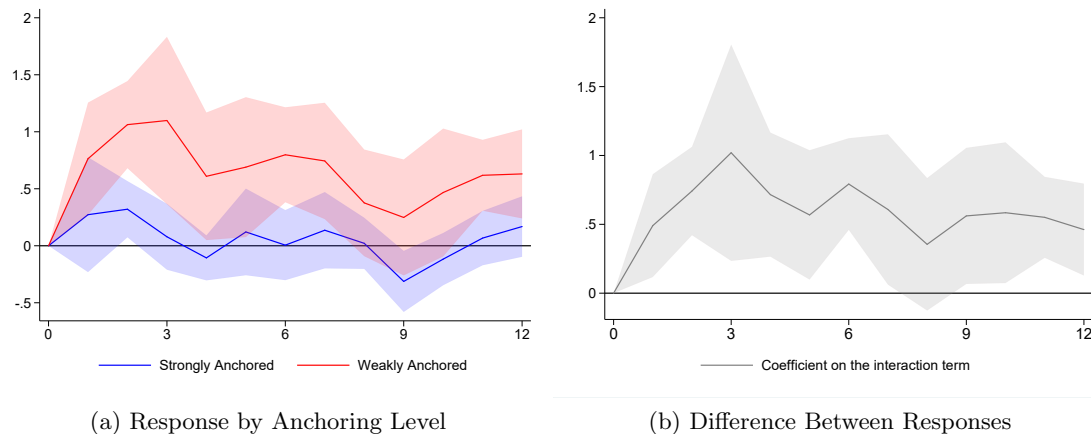 2
1.5
1
.5
0
-.5
0 3 6 9 12
Strongly Anchored Weakly Anchored
(a) Response by Anchoring Level
2
1.5
1
.5
0
0 3 6 9 12
Coefficient on the interaction term
(b) Difference Between Responses